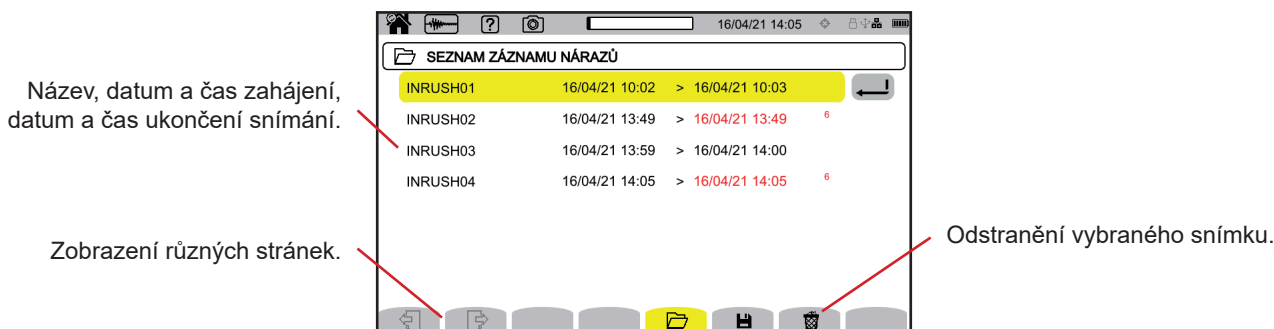 ?
16/04/21 14:05
SEZNAM ZÁZNAMU NÁRAZŮ
Název, datum a čas zahájení,
datum a čas ukončení snímání.
INRUSH01 16/04/21 10:02 > 16/04/21 10:03
INRUSH02 16/04/21 13:49 > 16/04/21 13:49 6
INRUSH03 16/04/21 13:59 > 16/04/21 14:00
INRUSH04 16/04/21 14:05 > 16/04/21 14:05 6
Zobrazení různých stránek.
Odstranění vybraného snímku.